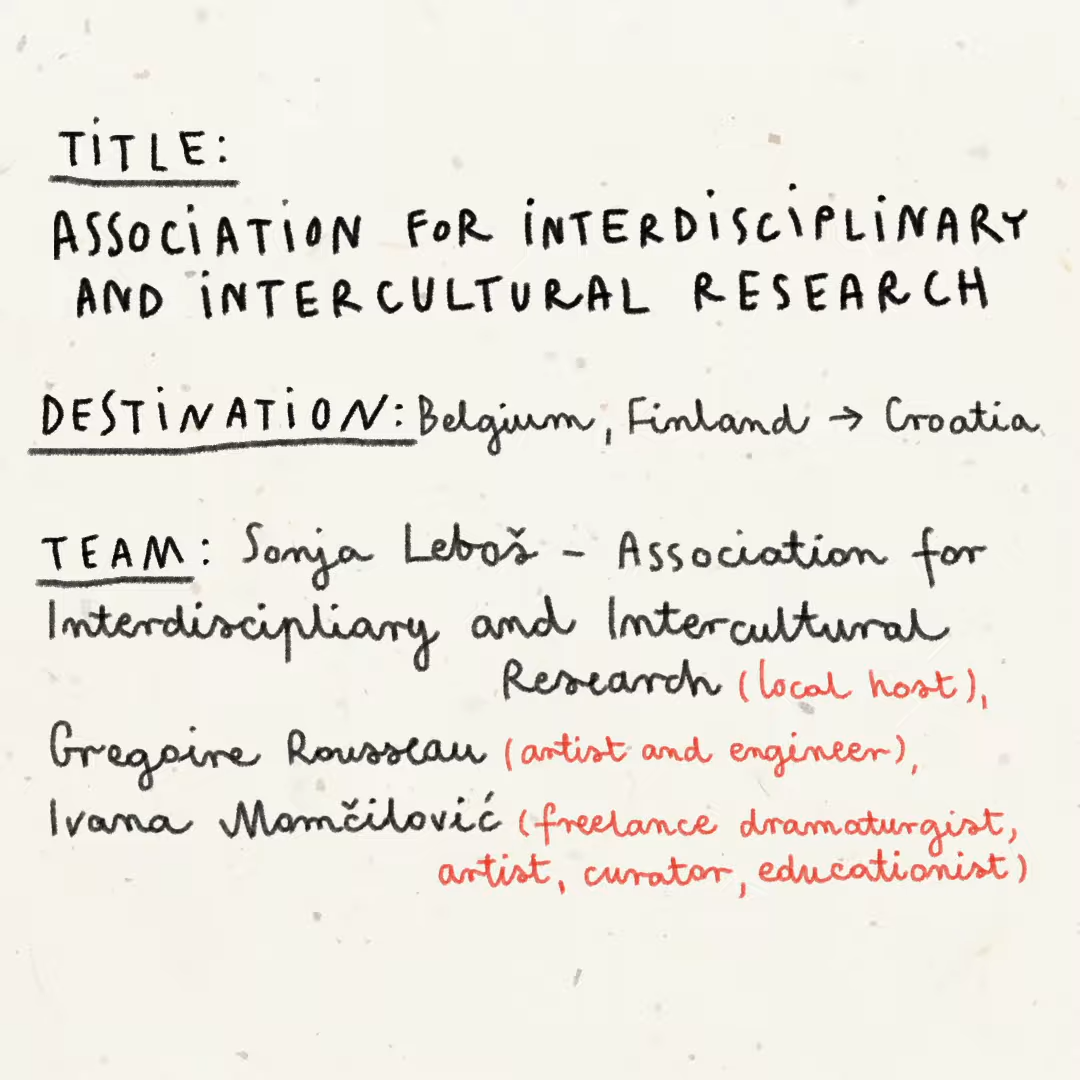 TITLE:
ASSOCIATION FOR INTERDISCIPLINARY
AND INTERCULTURAL RESEARCH
DESTINATION: Belgium, Finland → Croatia
TEAM: Sonja Leboš – Association for
Interdiscipliary and Intercultural
Research (local host),
Gregoire Rousseau (artist and engineer),
Ivana Momčilović (freelance dramaturgist,
artist, curator, educationist)